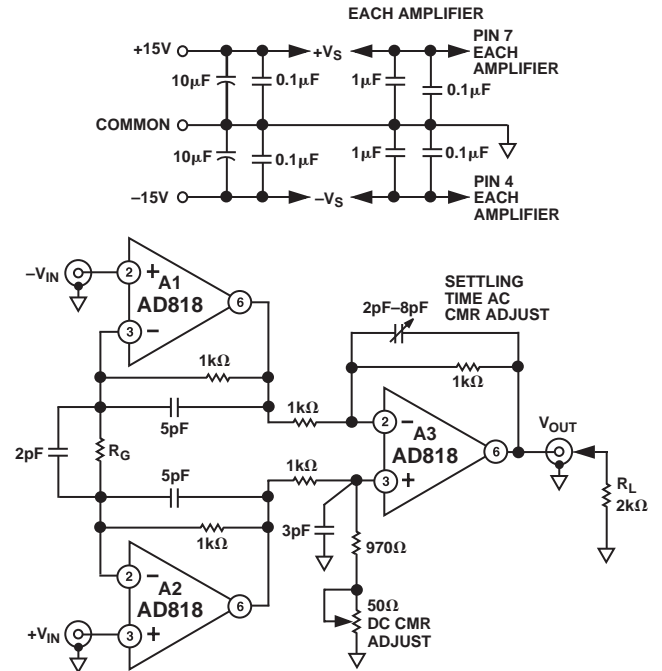 EACH AMPLIFIER
+15V
10µF
0.1µF
+VS
1µF
0.1µF
PIN 7
EACH
AMPLIFIER
COMMON
10µF
0.1µF
1µF
0.1µF
–15V
–VS
PIN 4
EACH
AMPLIFIER
–VIN
2
+
A1
AD818
6
3
–
1kΩ
5pF
2pF
RG
5pF
1kΩ
2
–
A2
AD818
6
+VIN
3
+
SETTLING
TIME AC
CMR ADJUST
2pF–8pF
1kΩ
1kΩ
2
–
A3
AD818
6
VOUT
1kΩ
3
+
3pF
970Ω
50Ω
DC CMR
ADJUST
RL
2kΩ